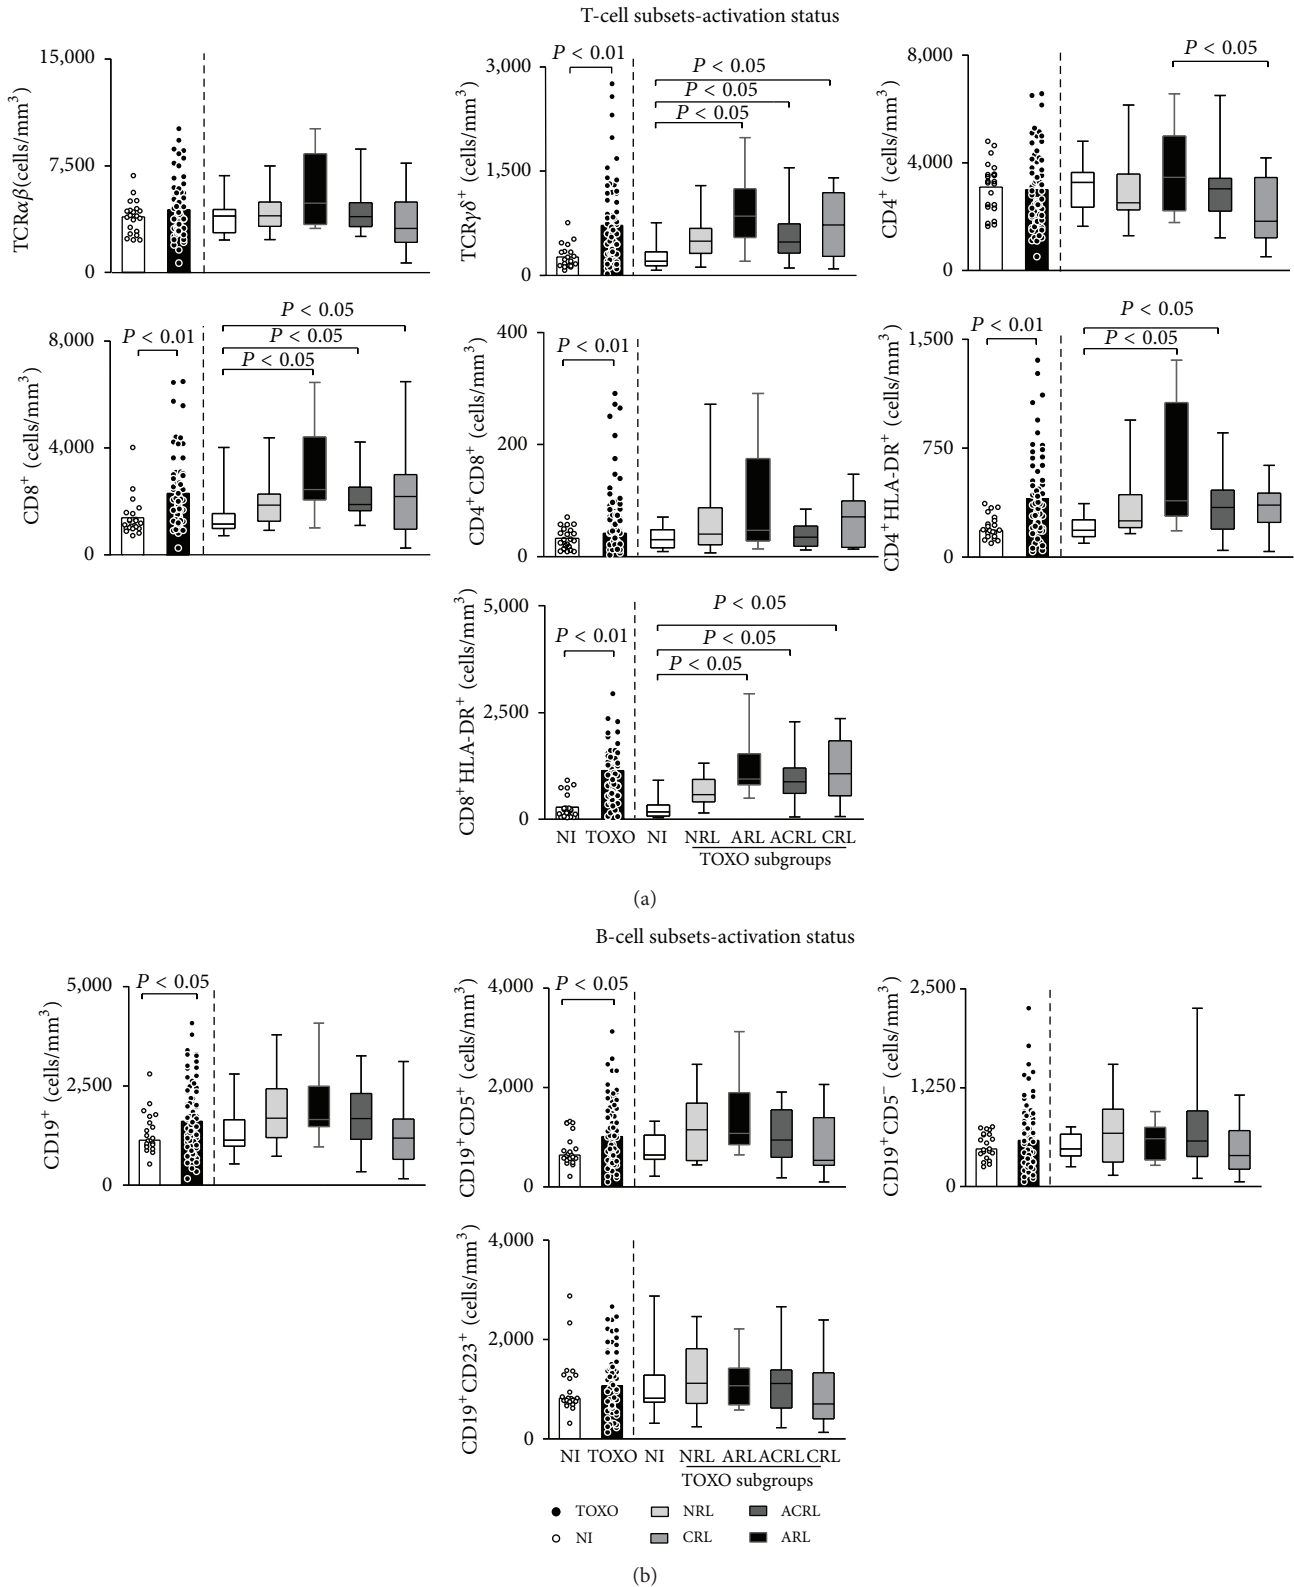 T-cell subsets-activation status
TCRαβ(cells/mm³)
15,000
7,500
0
TCRγδ⁺ (cells/mm³)
3,000
1,500
0
P < 0.01
P < 0.05
P < 0.05
P < 0.05
CD4⁺ (cells/mm³)
8,000
4,000
0
P < 0.05
CD8⁺ (cells/mm³)
8,000
4,000
0
P < 0.01
P < 0.05
P < 0.05
P < 0.05
CD4⁺CD8⁺ (cells/mm³)
400
200
0
P < 0.01
CD4⁺HLA-DR⁺ (cells/mm³)
1,500
750
0
P < 0.01
P < 0.05
P < 0.05
CD8⁺HLA-DR⁺ (cells/mm³)
5,000
2,500
0
P < 0.01
P < 0.05
P < 0.05
P < 0.05
NI TOXO NI NRL ARL ACRL CRL
TOXO subgroups
(a)
B-cell subsets-activation status
CD19⁺ (cells/mm³)
5,000
2,500
0
P < 0.05
CD19⁺CD5⁺ (cells/mm³)
4,000
2,000
0
P < 0.05
CD19⁺CD5⁻ (cells/mm³)
2,500
1,250
0
CD19⁺CD23⁺ (cells/mm³)
4,000
2,000
0
NI TOXO NI NRL ARL ACRL CRL
TOXO subgroups
TOXO NRL ACRL
NI CRL ARL
(b)